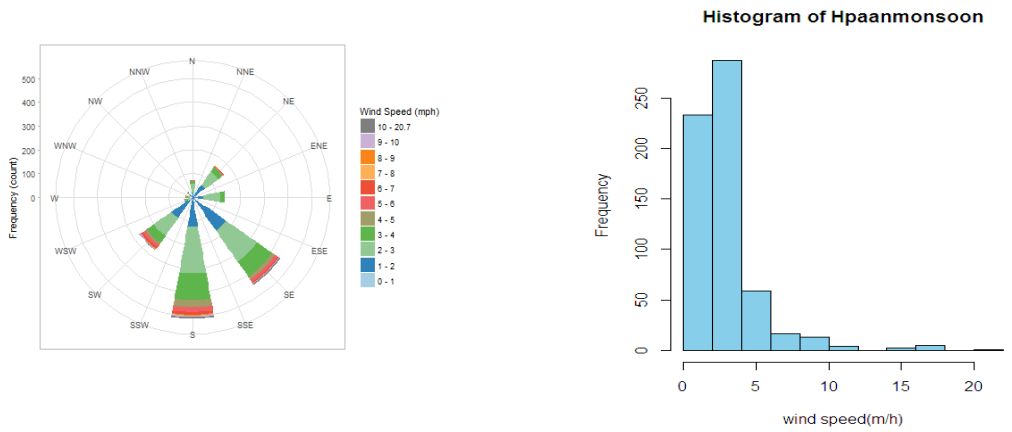 Histogram of Hpaanmonsoon
N
NNW
NNE
NW
NE
WNW
ENE
W
E
WSW
ESE
SW
SE
SSW
SSE
S
500
400
300
200
100
0
Frequency (count)
Wind Speed (mph)
10 - 20.7
9 - 10
8 - 9
7 - 8
6 - 7
5 - 6
4 - 5
3 - 4
2 - 3
1 - 2
0 - 1
Frequency
250
200
150
100
50
0
0 5 10 15 20
wind speed(m/h)